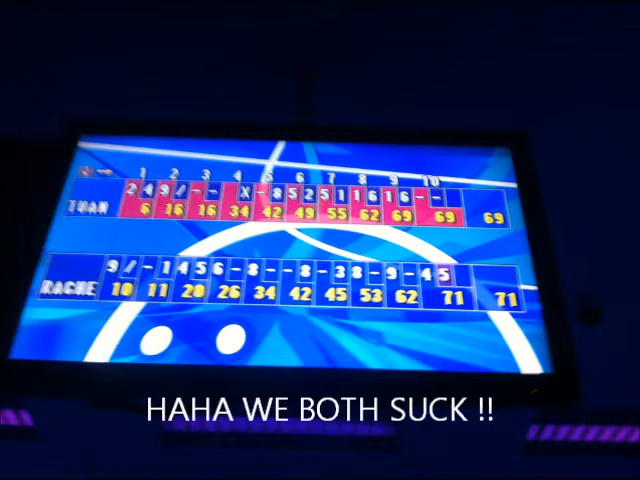 1 2 3 4 5 6 7 8 9 10
2 4 9 / - - X - 8 5 2 5 1 1 6 1 6 - -
TUAN 6 16 16 34 42 49 55 62 69 69 69
9 / - 1 4 5 6 - 8 - - 8 - 3 8 - 9 - 4 5
RACHE 10 11 20 26 34 42 45 53 62 71 71
HAHA WE BOTH SUCK !!